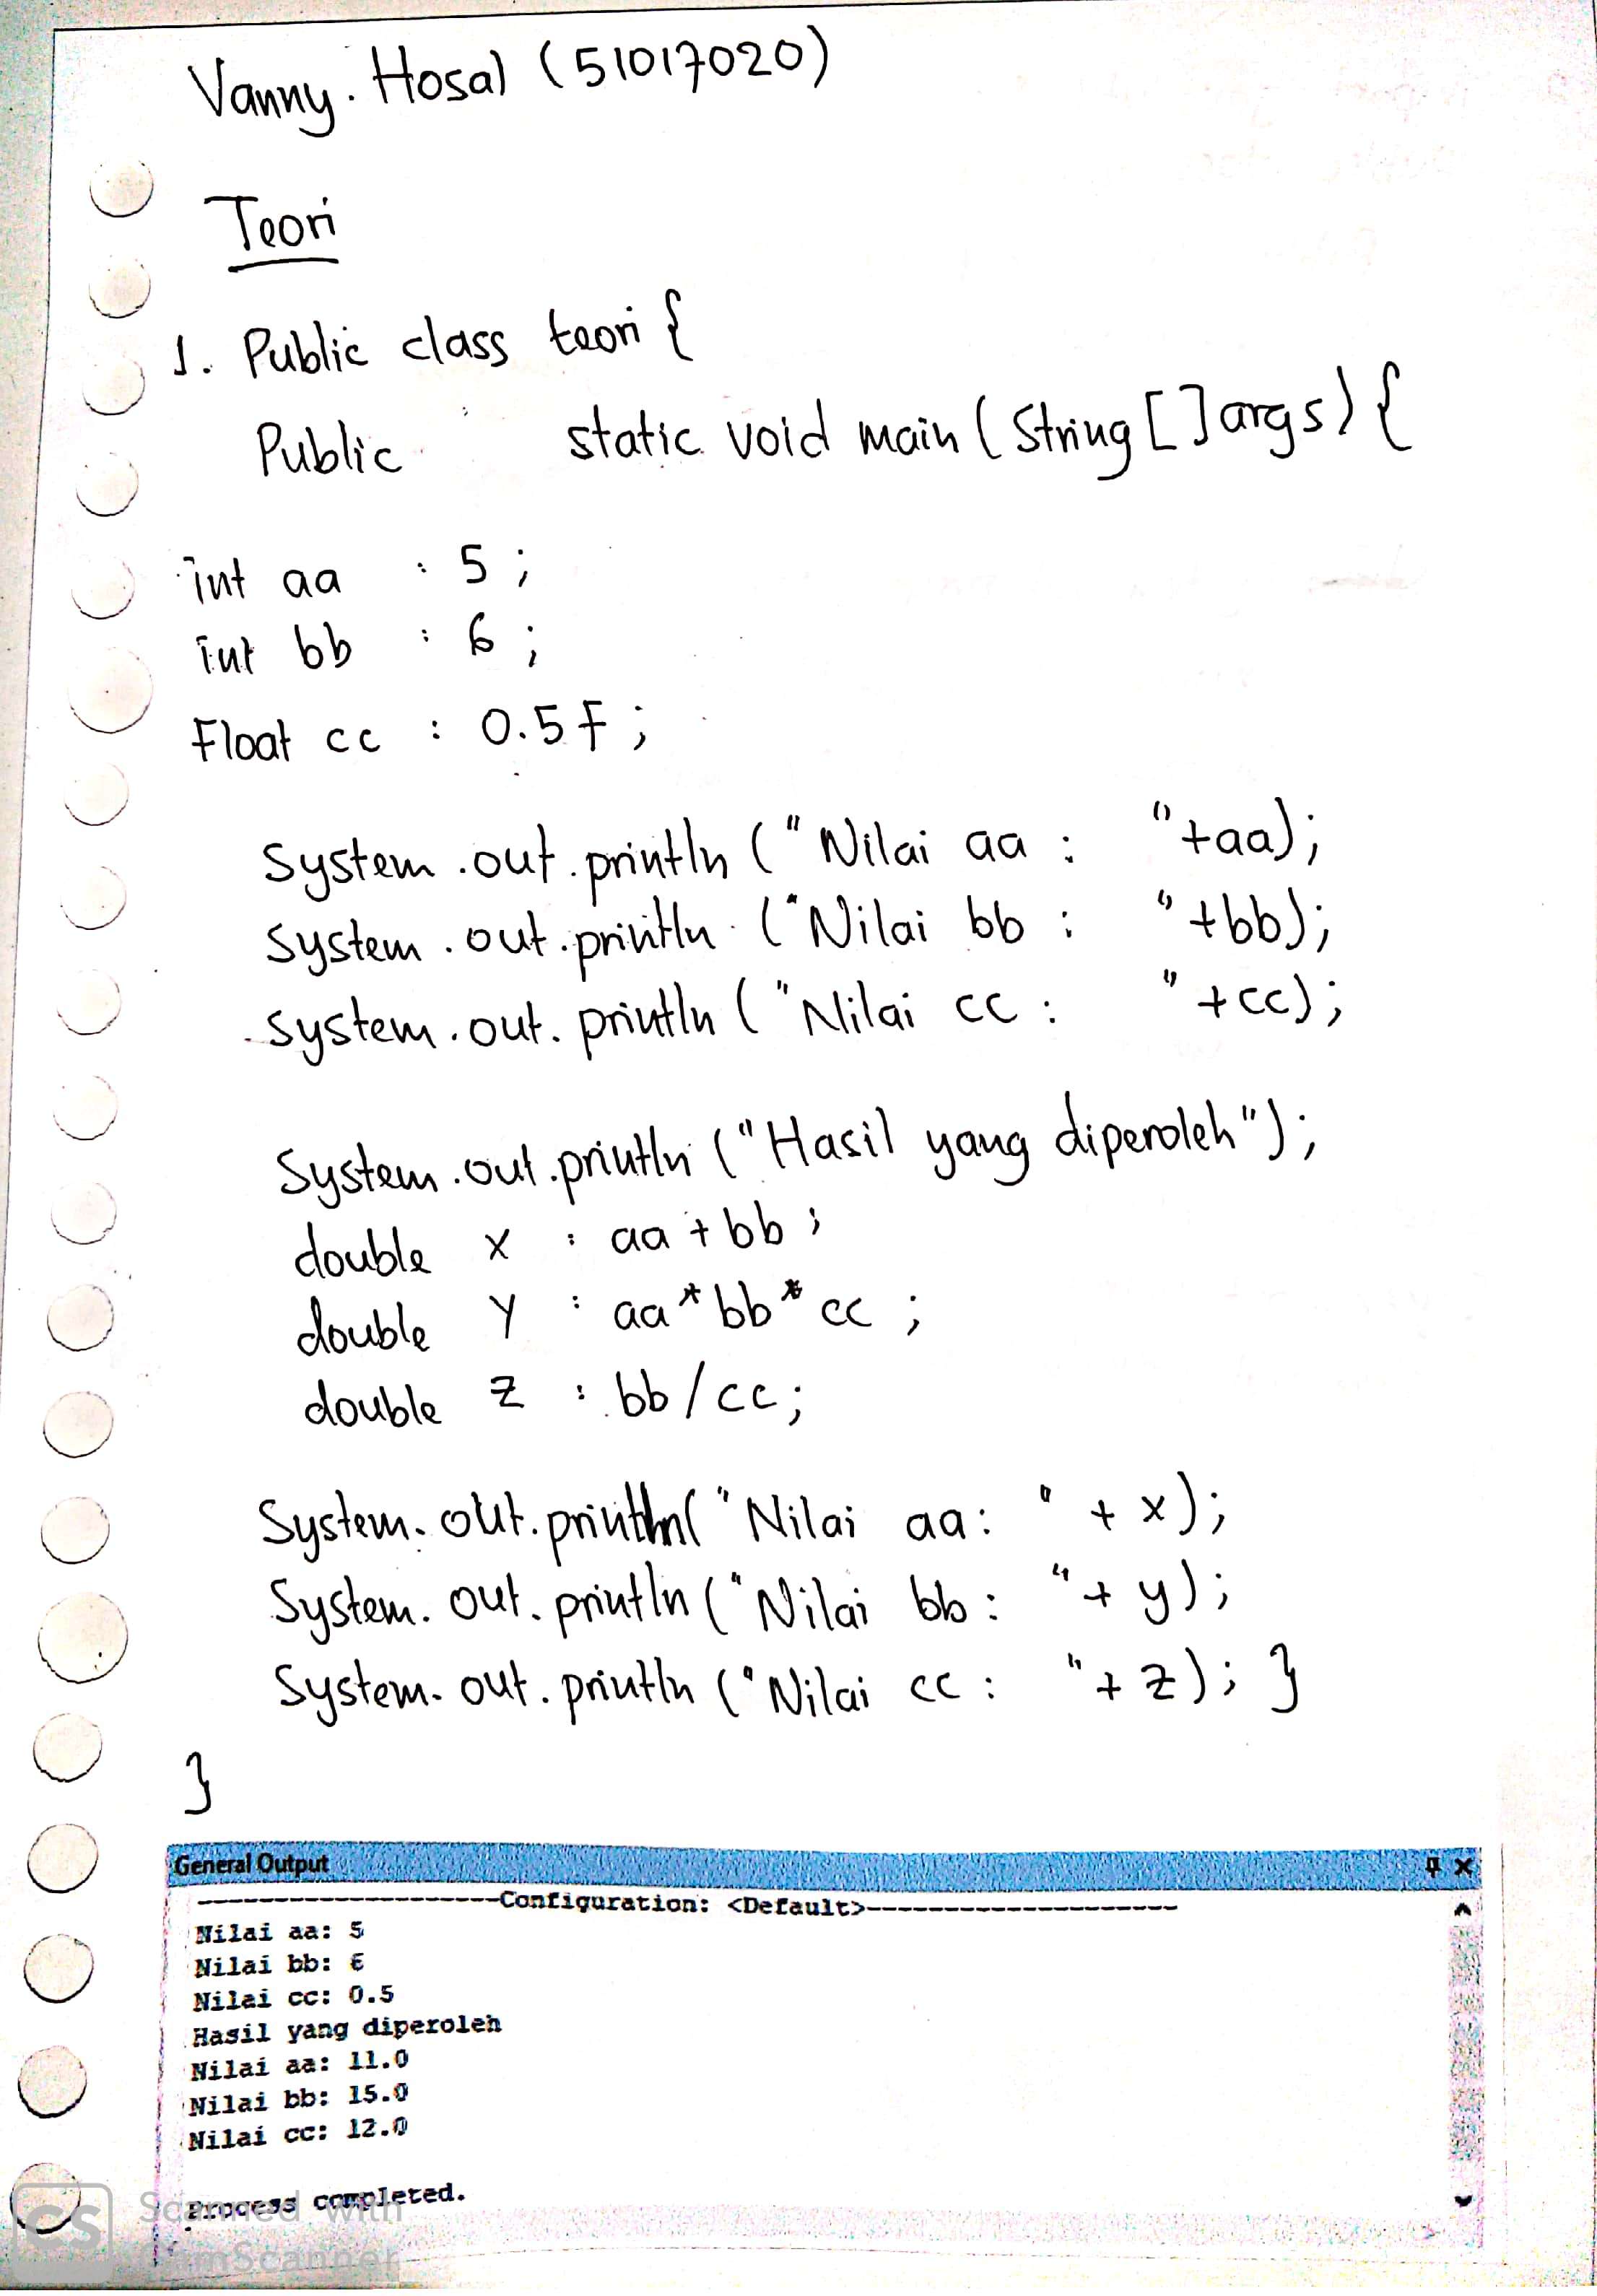 Vanny. Hosal (51017020)
Teori
1. Public class teori {
Public static void main (String [] args) {
int aa : 5 ;
int bb : 6 ;
Float cc : 0.5F ;
System.out.println ("Nilai aa : "+aa);
System.out.println ("Nilai bb : "+bb);
System.out.println ("Nilai cc : "+cc);
System.out.println ("Hasil yang diperoleh");
double x : aa + bb ;
double y : aa * bb * cc ;
double z : bb / cc ;
System.out.println ("Nilai aa: " + x);
System.out.println ("Nilai bb: " + y);
System.out.println ("Nilai cc : "+ z); }
}
General Output
--------------------Configuration: <Default>--------------------
Nilai aa: 5
Nilai bb: 6
Nilai cc: 0.5
Hasil yang diperoleh
Nilai aa: 11.0
Nilai bb: 15.0
Nilai cc: 12.0
Process completed.
CS Scanned with
CamScanner